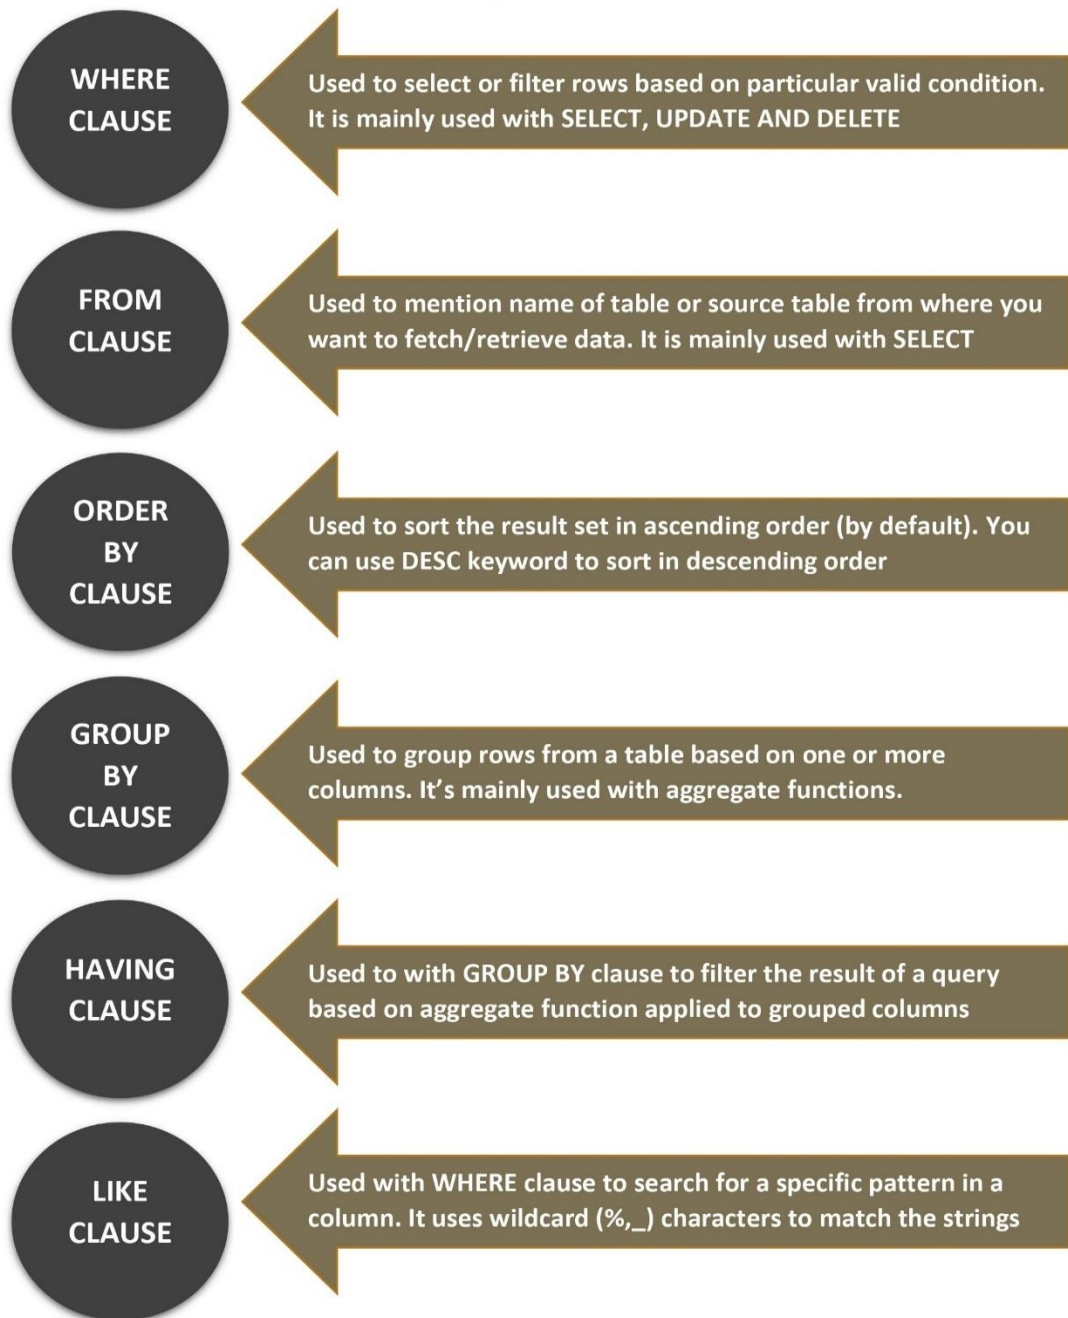 WHERE
CLAUSE
Used to select or filter rows based on particular valid condition.
It is mainly used with SELECT, UPDATE AND DELETE
FROM
CLAUSE
Used to mention name of table or source table from where you
want to fetch/retrieve data. It is mainly used with SELECT
ORDER
BY
CLAUSE
Used to sort the result set in ascending order (by default). You
can use DESC keyword to sort in descending order
GROUP
BY
CLAUSE
Used to group rows from a table based on one or more
columns. It’s mainly used with aggregate functions.
HAVING
CLAUSE
Used to with GROUP BY clause to filter the result of a query
based on aggregate function applied to grouped columns
LIKE
CLAUSE
Used with WHERE clause to search for a specific pattern in a
column. It uses wildcard (%,_) characters to match the strings